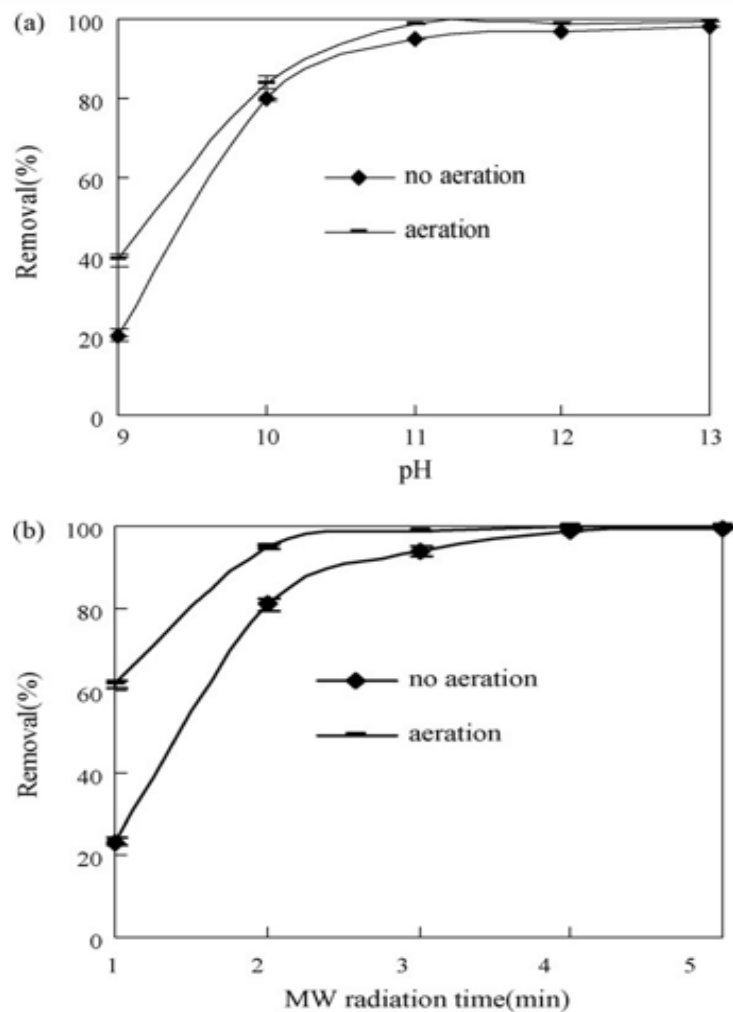 (a)
100
80
60
40
20
0
Removal(%)
no aeration
aeration
9 10 11 12 13
pH
(b)
100
80
60
40
20
0
Removal(%)
no aeration
aeration
1 2 3 4 5
MW radiation time(min)